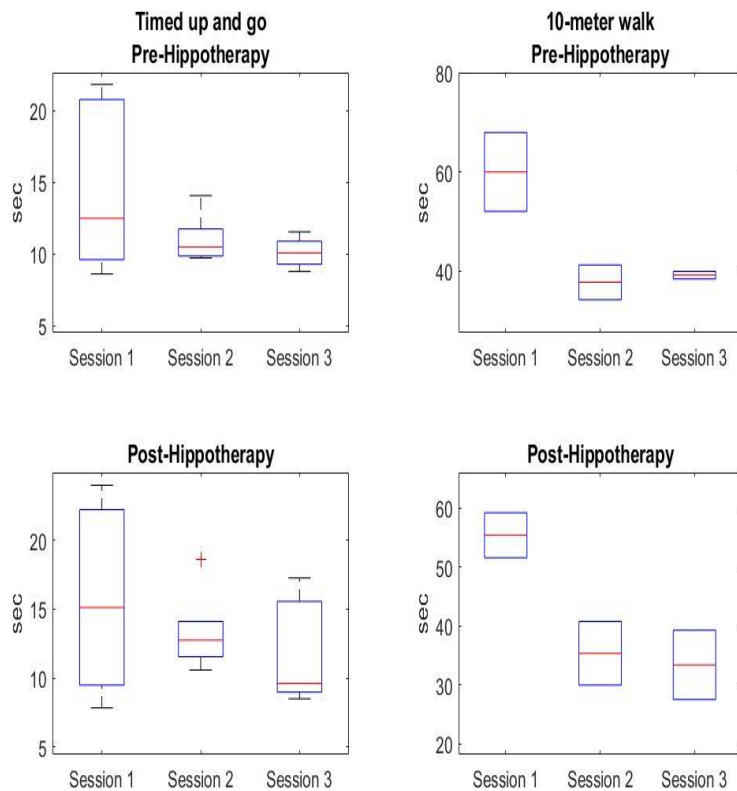 Timed up and go
Pre-Hippotherapy
20
15
10
5
sec
Session 1 Session 2 Session 3
10-meter walk
Pre-Hippotherapy
80
60
40
sec
Session 1 Session 2 Session 3
Post-Hippotherapy
20
15
10
5
sec
Session 1 Session 2 Session 3
Post-Hippotherapy
60
50
40
30
20
sec
Session 1 Session 2 Session 3